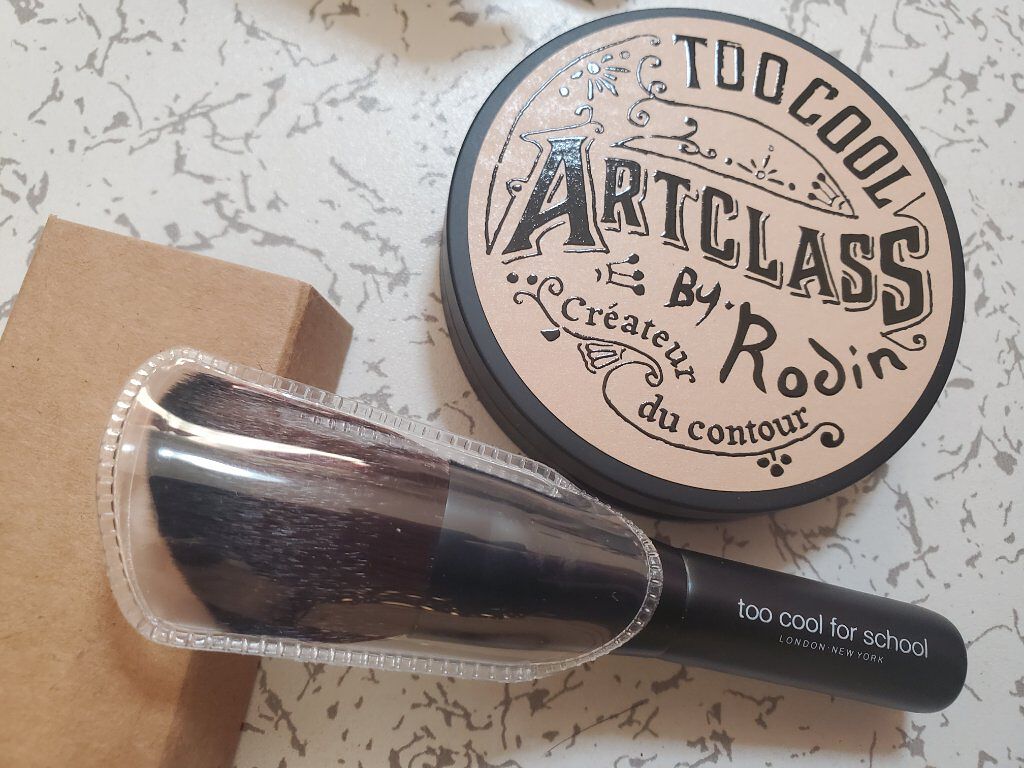 TOO COOL
ARTCLASS
By. Rodin
Créateur
du contour
too cool for school
LONDON·NEW YORK